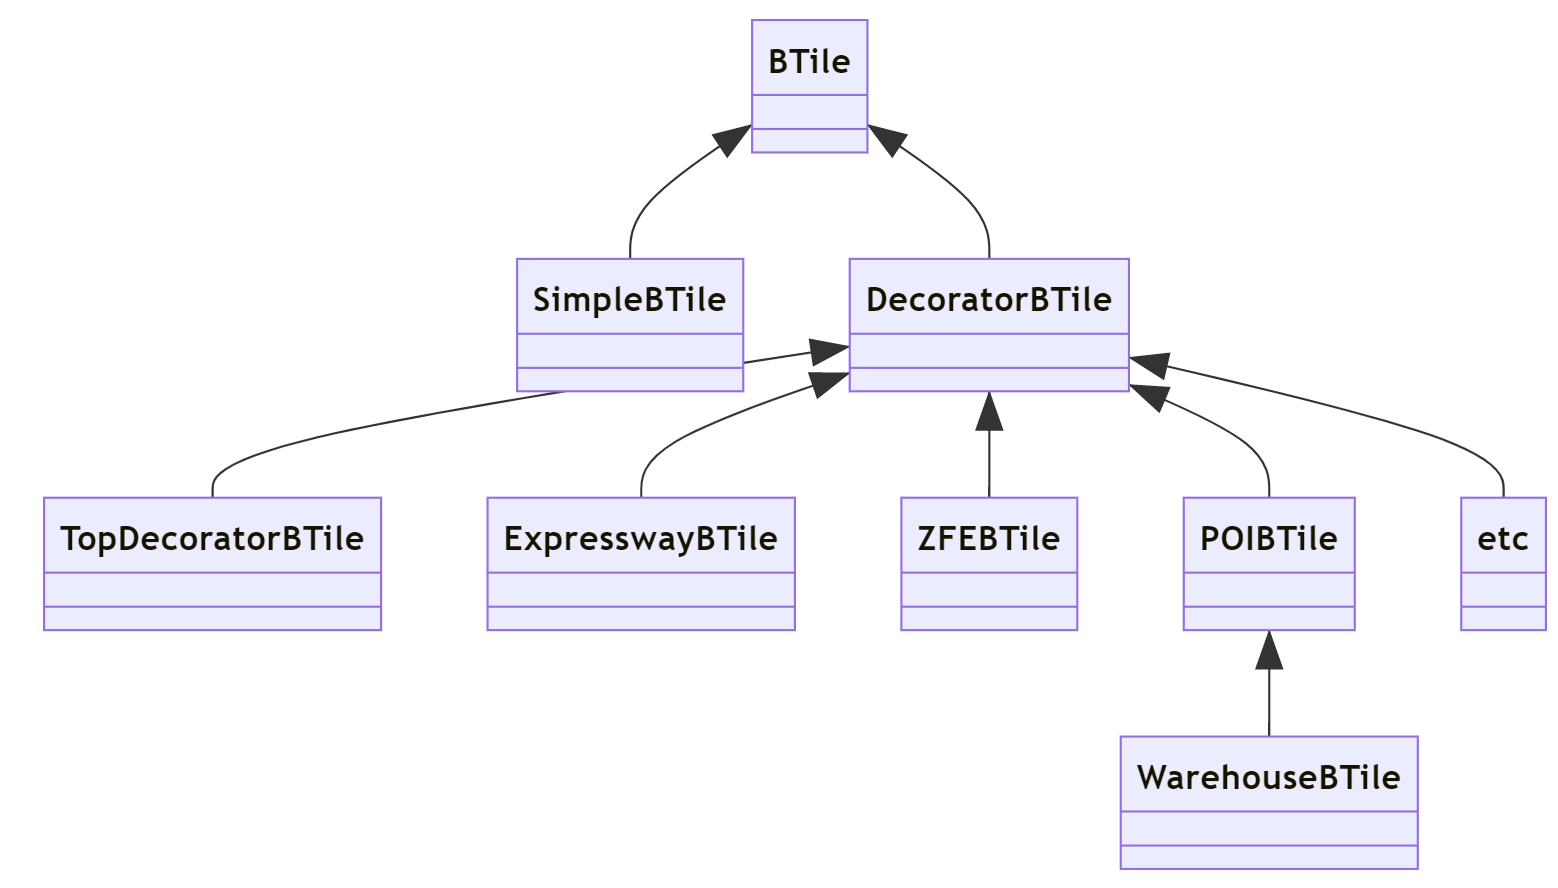 BTile
SimpleBTile
DecoratorBTile
TopDecoratorBTile
ExpresswayBTile
ZFEBTile
POIBTile
etc
WarehouseBTile